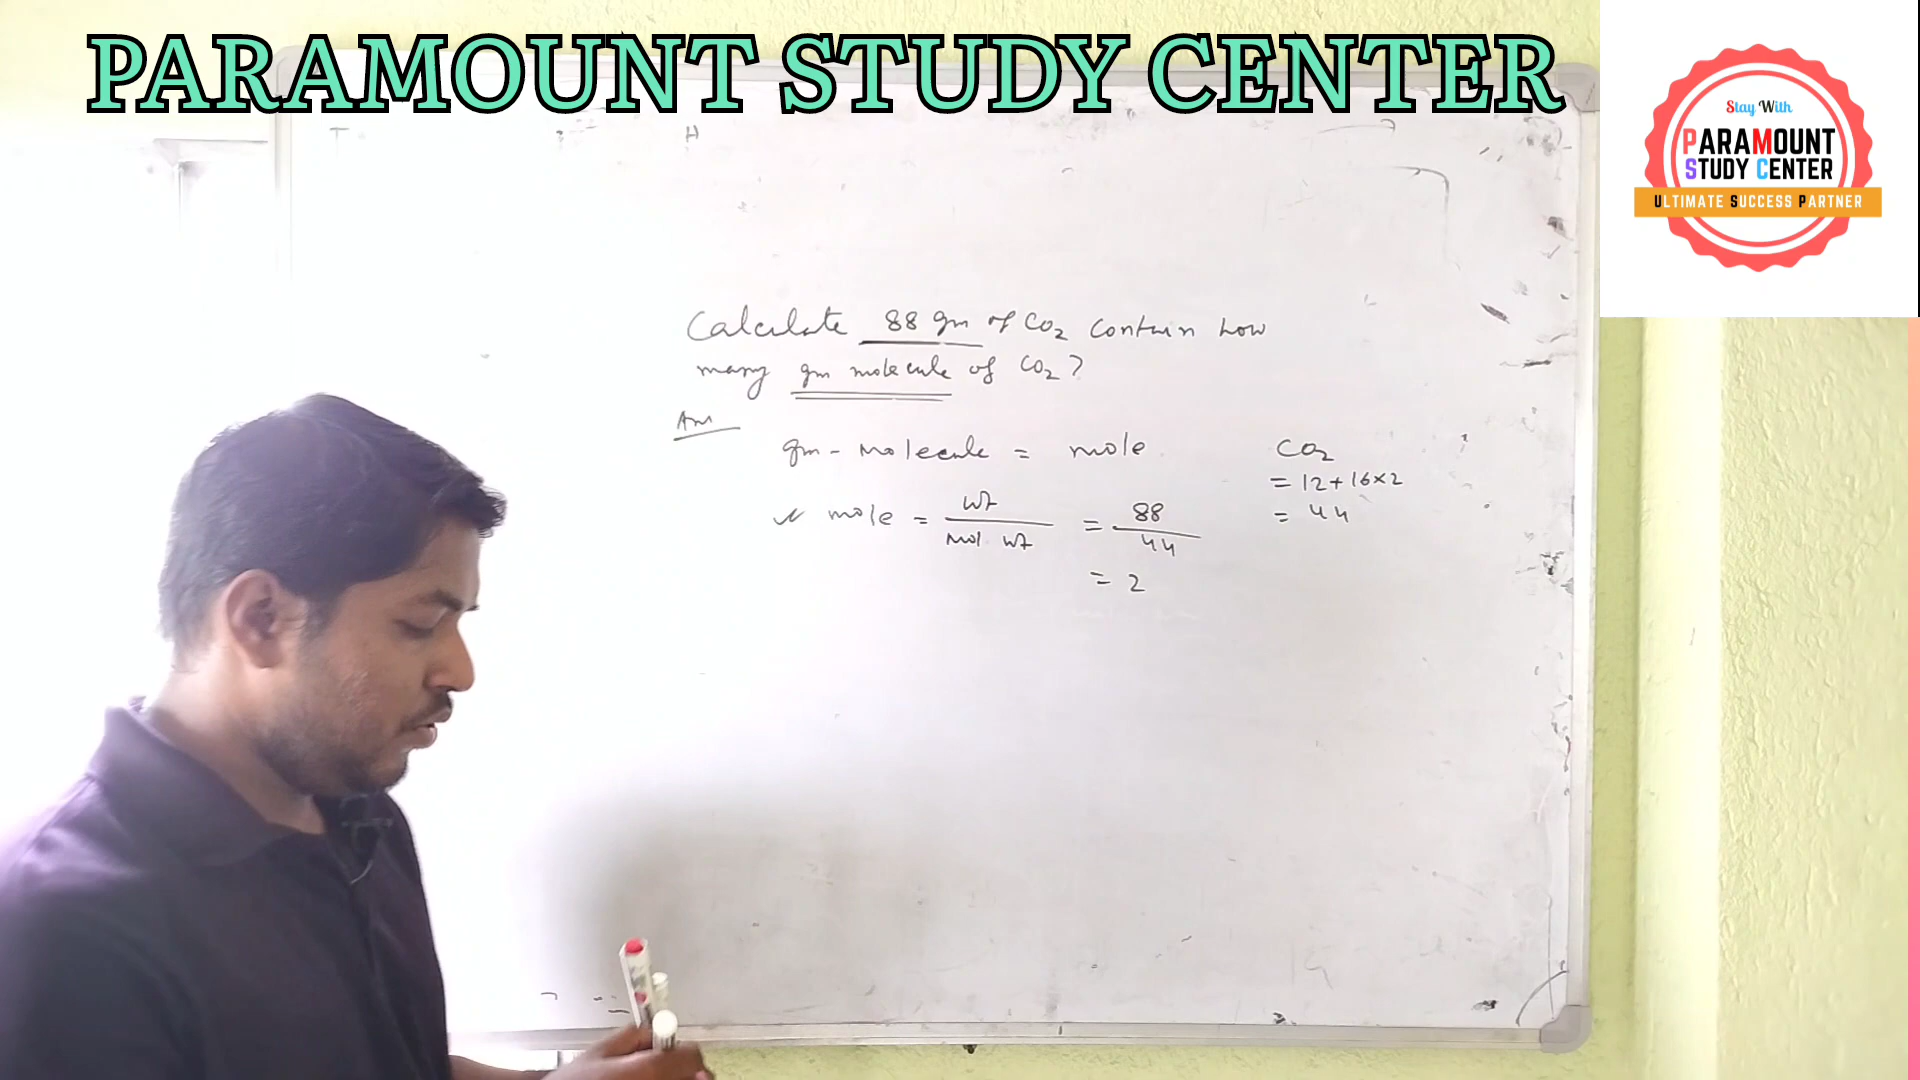 PARAMOUNT STUDY CENTER
Stay With
PARAMOUNT
STUDY CENTER
ULTIMATE SUCCESS PARTNER
Calculate 88 gm of CO2 contain how
many gm molecule of CO2?
Ans
gm - molecule = mole
CO2
= 12 + 16 × 2
= 44
mole = wt / mol. wt = 88 / 44
= 2